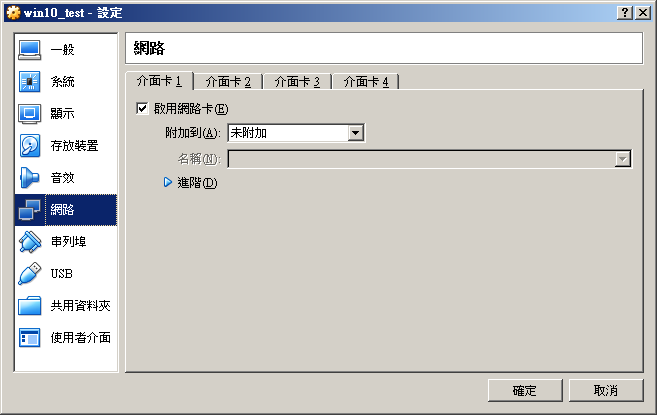 win10_test - 設定
一般
系統
顯示
存放裝置
音效
網路
串列埠
USB
共用資料夾
使用者介面
網路
介面卡 1 介面卡 2 介面卡 3 介面卡 4
啟用網路卡(E)
附加到(A): 未附加
名稱(N):
進階(D)
確定 取消